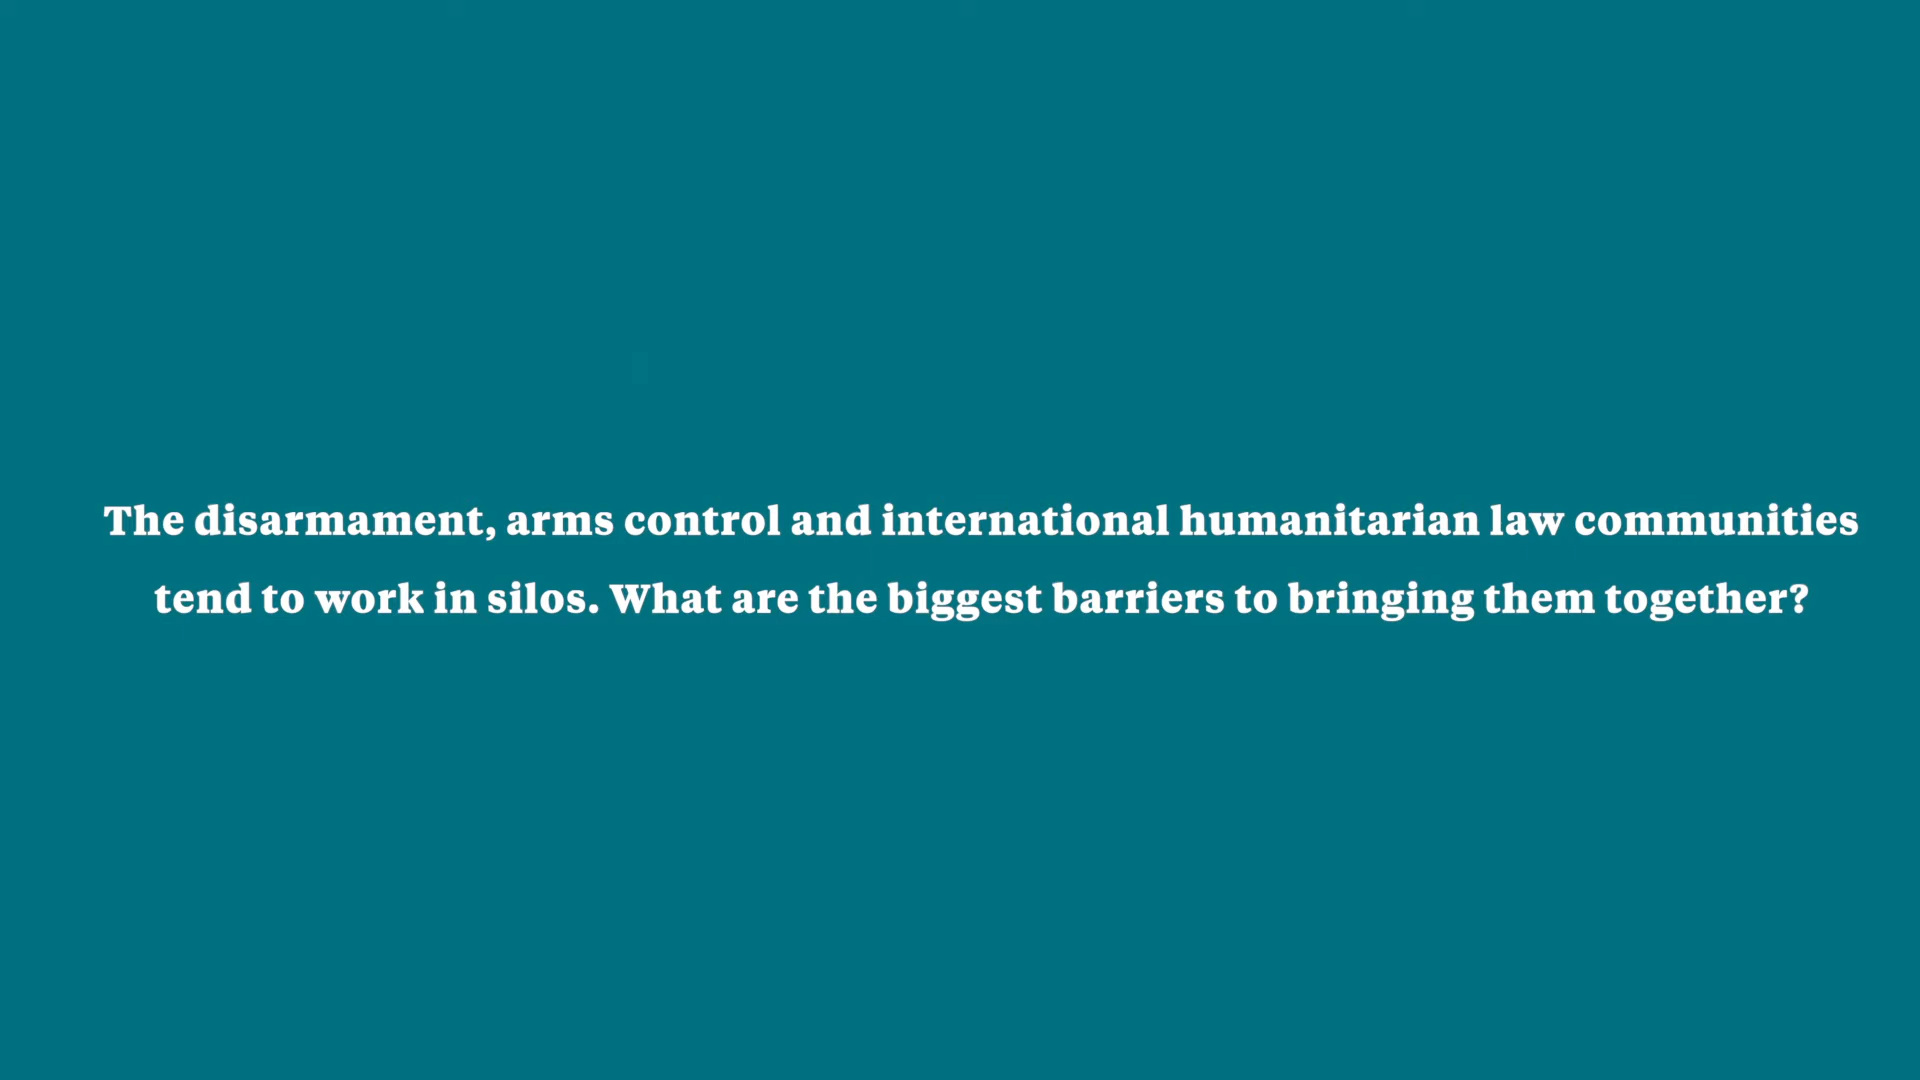 The disarmament, arms control and international humanitarian law communities
tend to work in silos. What are the biggest barriers to bringing them together?